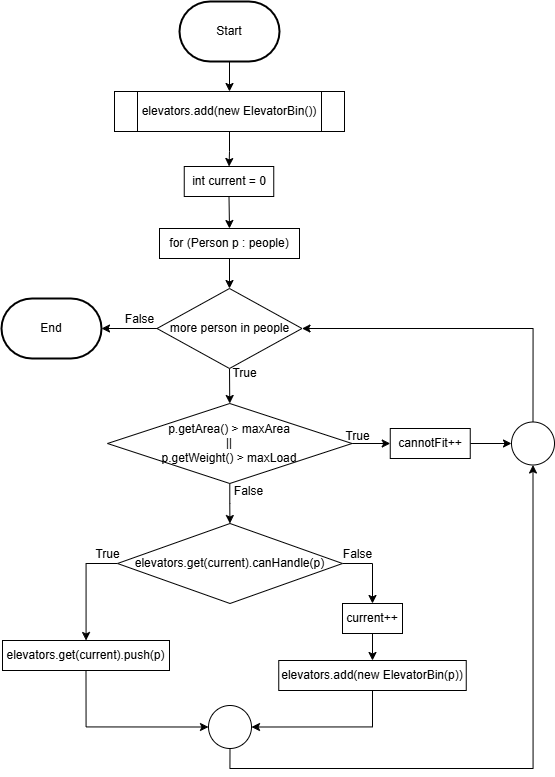 Start
elevators.add(new ElevatorBin())
int current = 0
for (Person p : people)
End
False
more person in people
True
p.getArea() > maxArea
||
p.getWeight() > maxLoad
True
cannotFit++
False
True
elevators.get(current).canHandle(p)
False
current++
elevators.get(current).push(p)
elevators.add(new ElevatorBin(p))